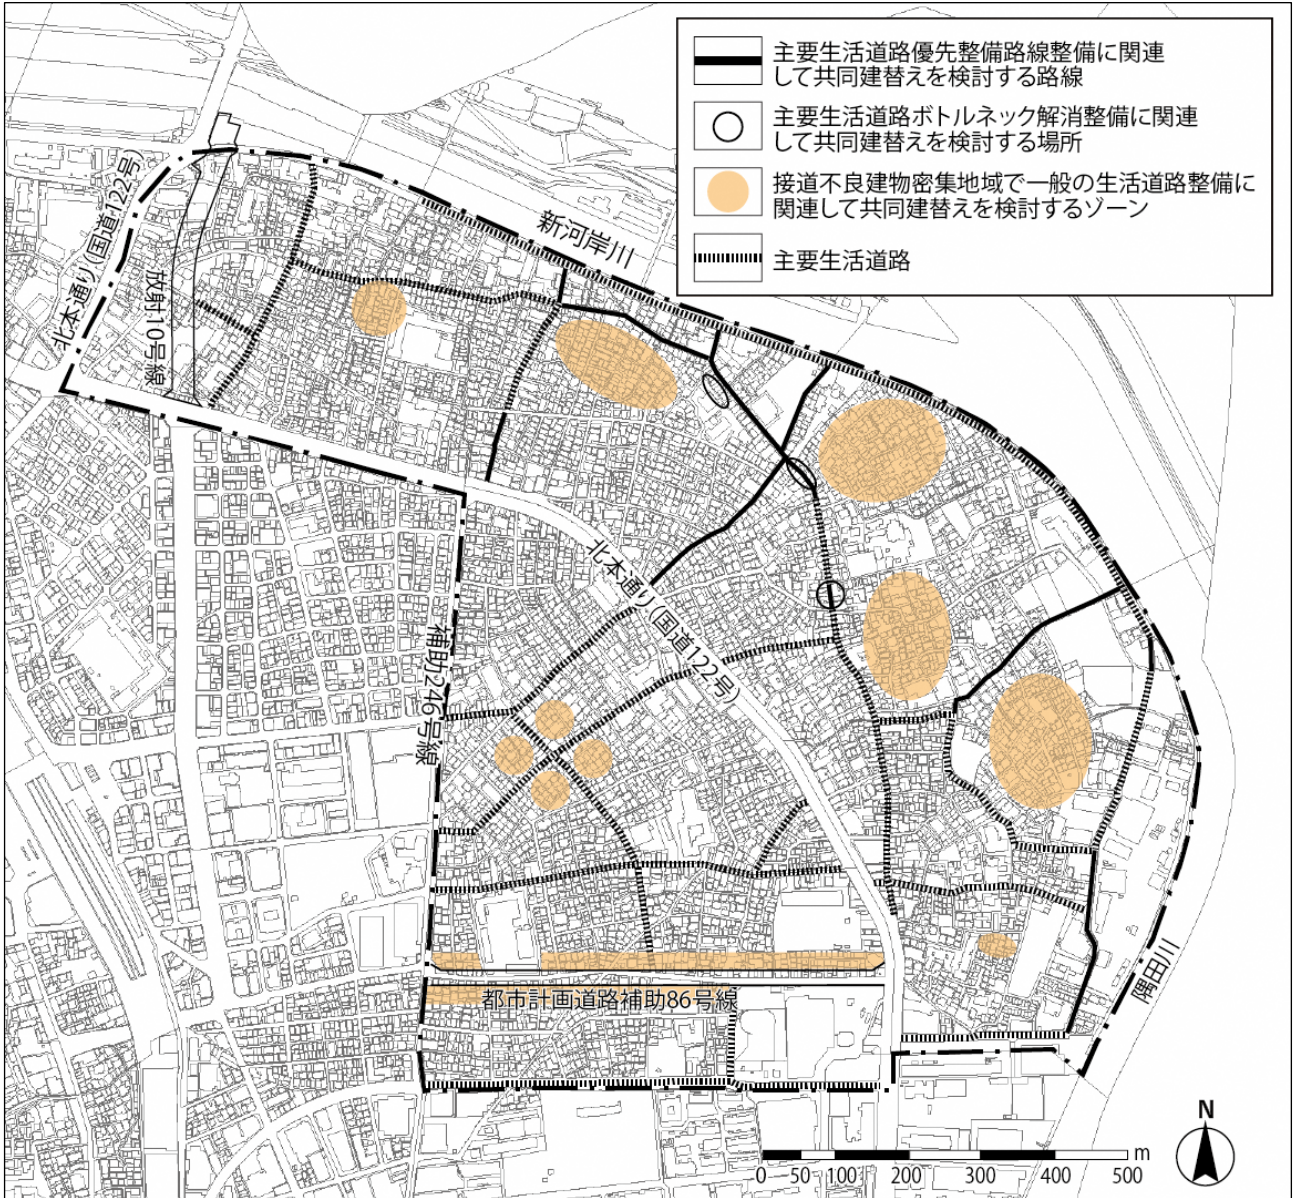 主要生活道路優先整備路線整備に関連
して共同建替えを検討する路線
主要生活道路ボトルネック解消整備に関連
して共同建替えを検討する場所
接道不良建物密集地域で一般の生活道路整備に
関連して共同建替えを検討するゾーン
主要生活道路
新河岸川
北本通り(国道122号)
放射10号線
北本通り(国道122号)
補助246号線
隅田川
都市計画道路補助86号線
N
0 50 100 200 300 400 500 m